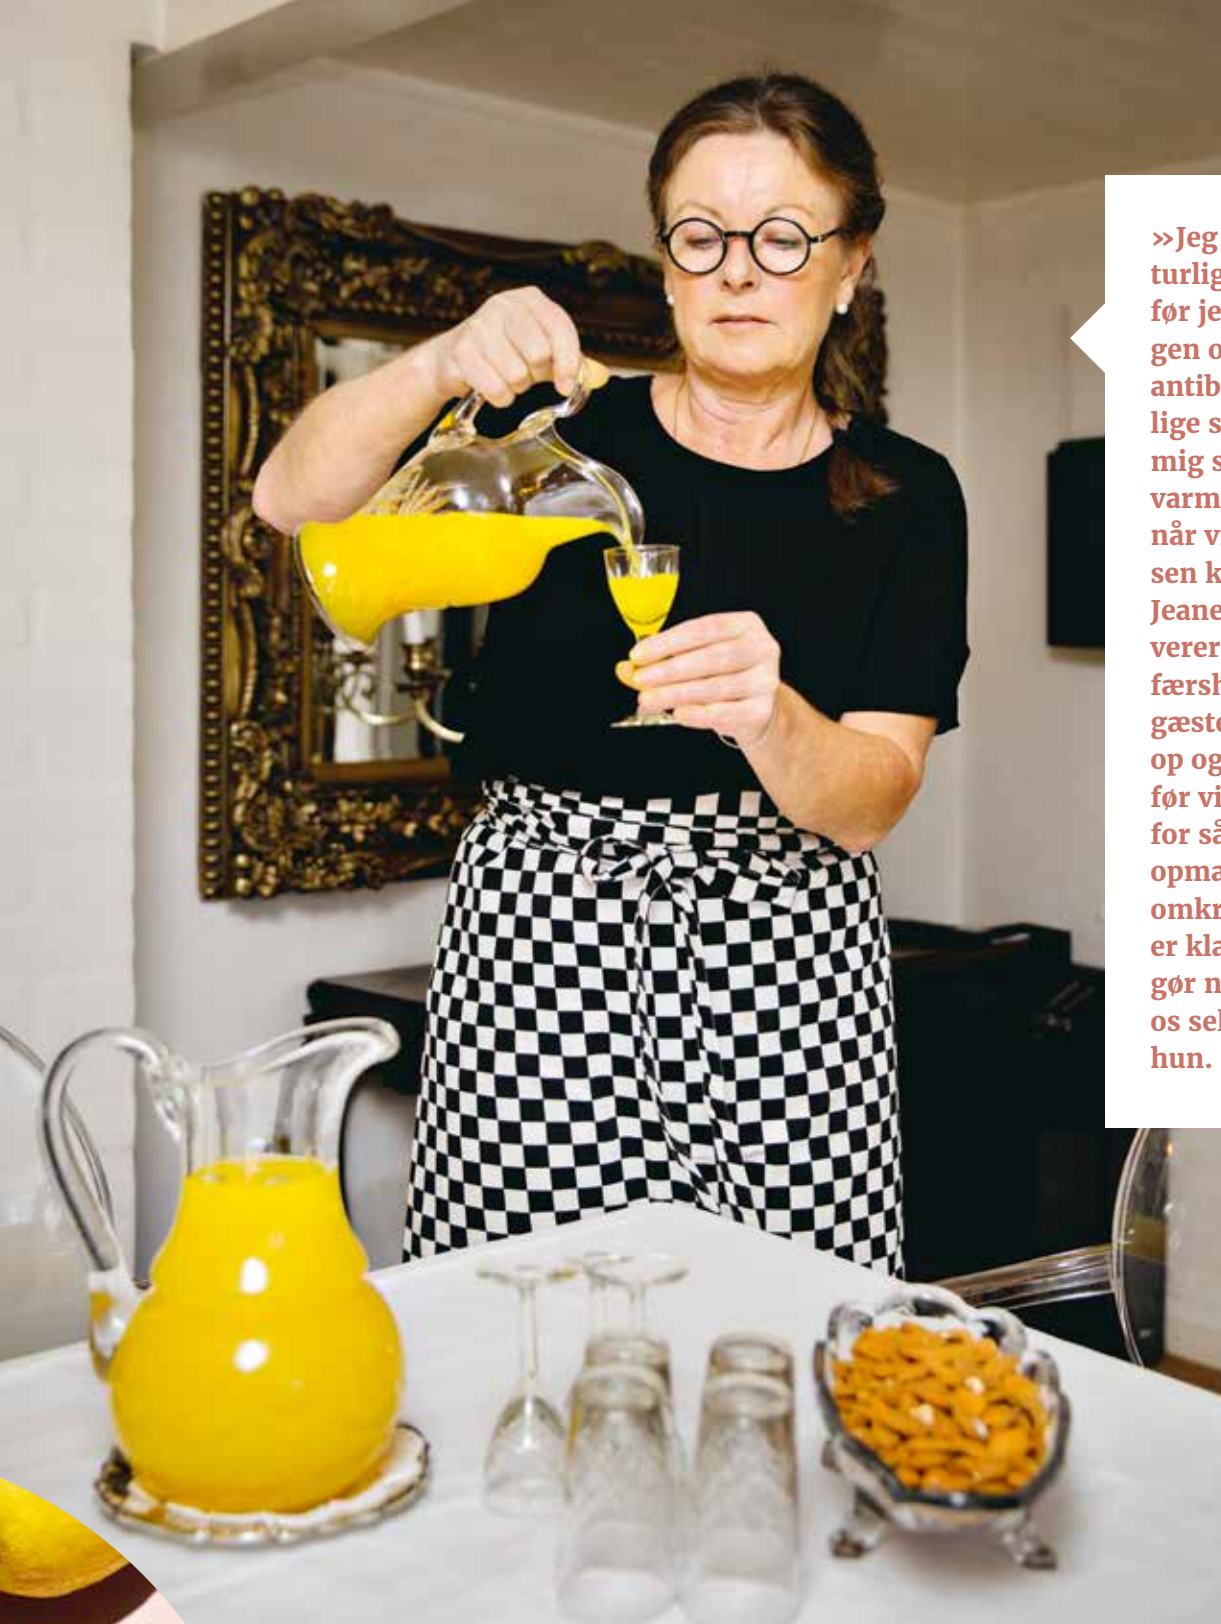 »Jeg
turlig
før je
gen o
antib
lige s
mig s
varm
når v
sen k
Jeane
verer
færsh
gæste
op og
før vi
for så
opma
omkr
er kla
gør n
os sel
hun.